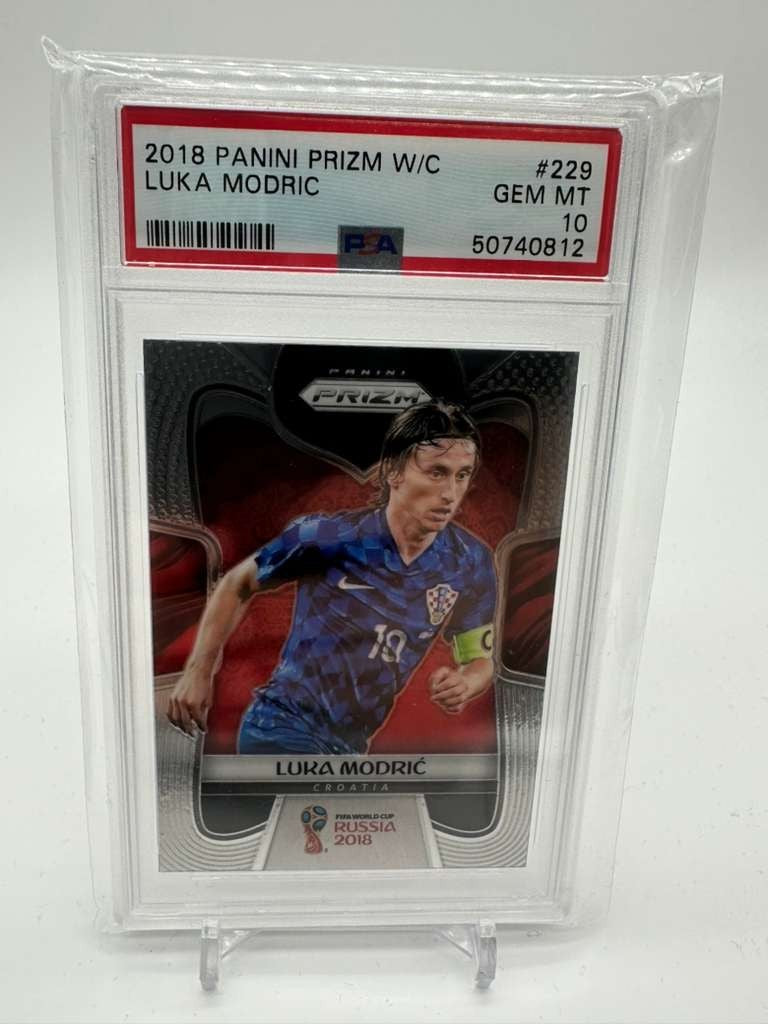 2018 PANINI PRIZM W/C #229
LUKA MODRIC GEM MT
10
PSA 50740812
PANINI
PRIZM
10
C
LUKA MODRIĆ
CROATIA
FIFA WORLD CUP
RUSSIA
2018